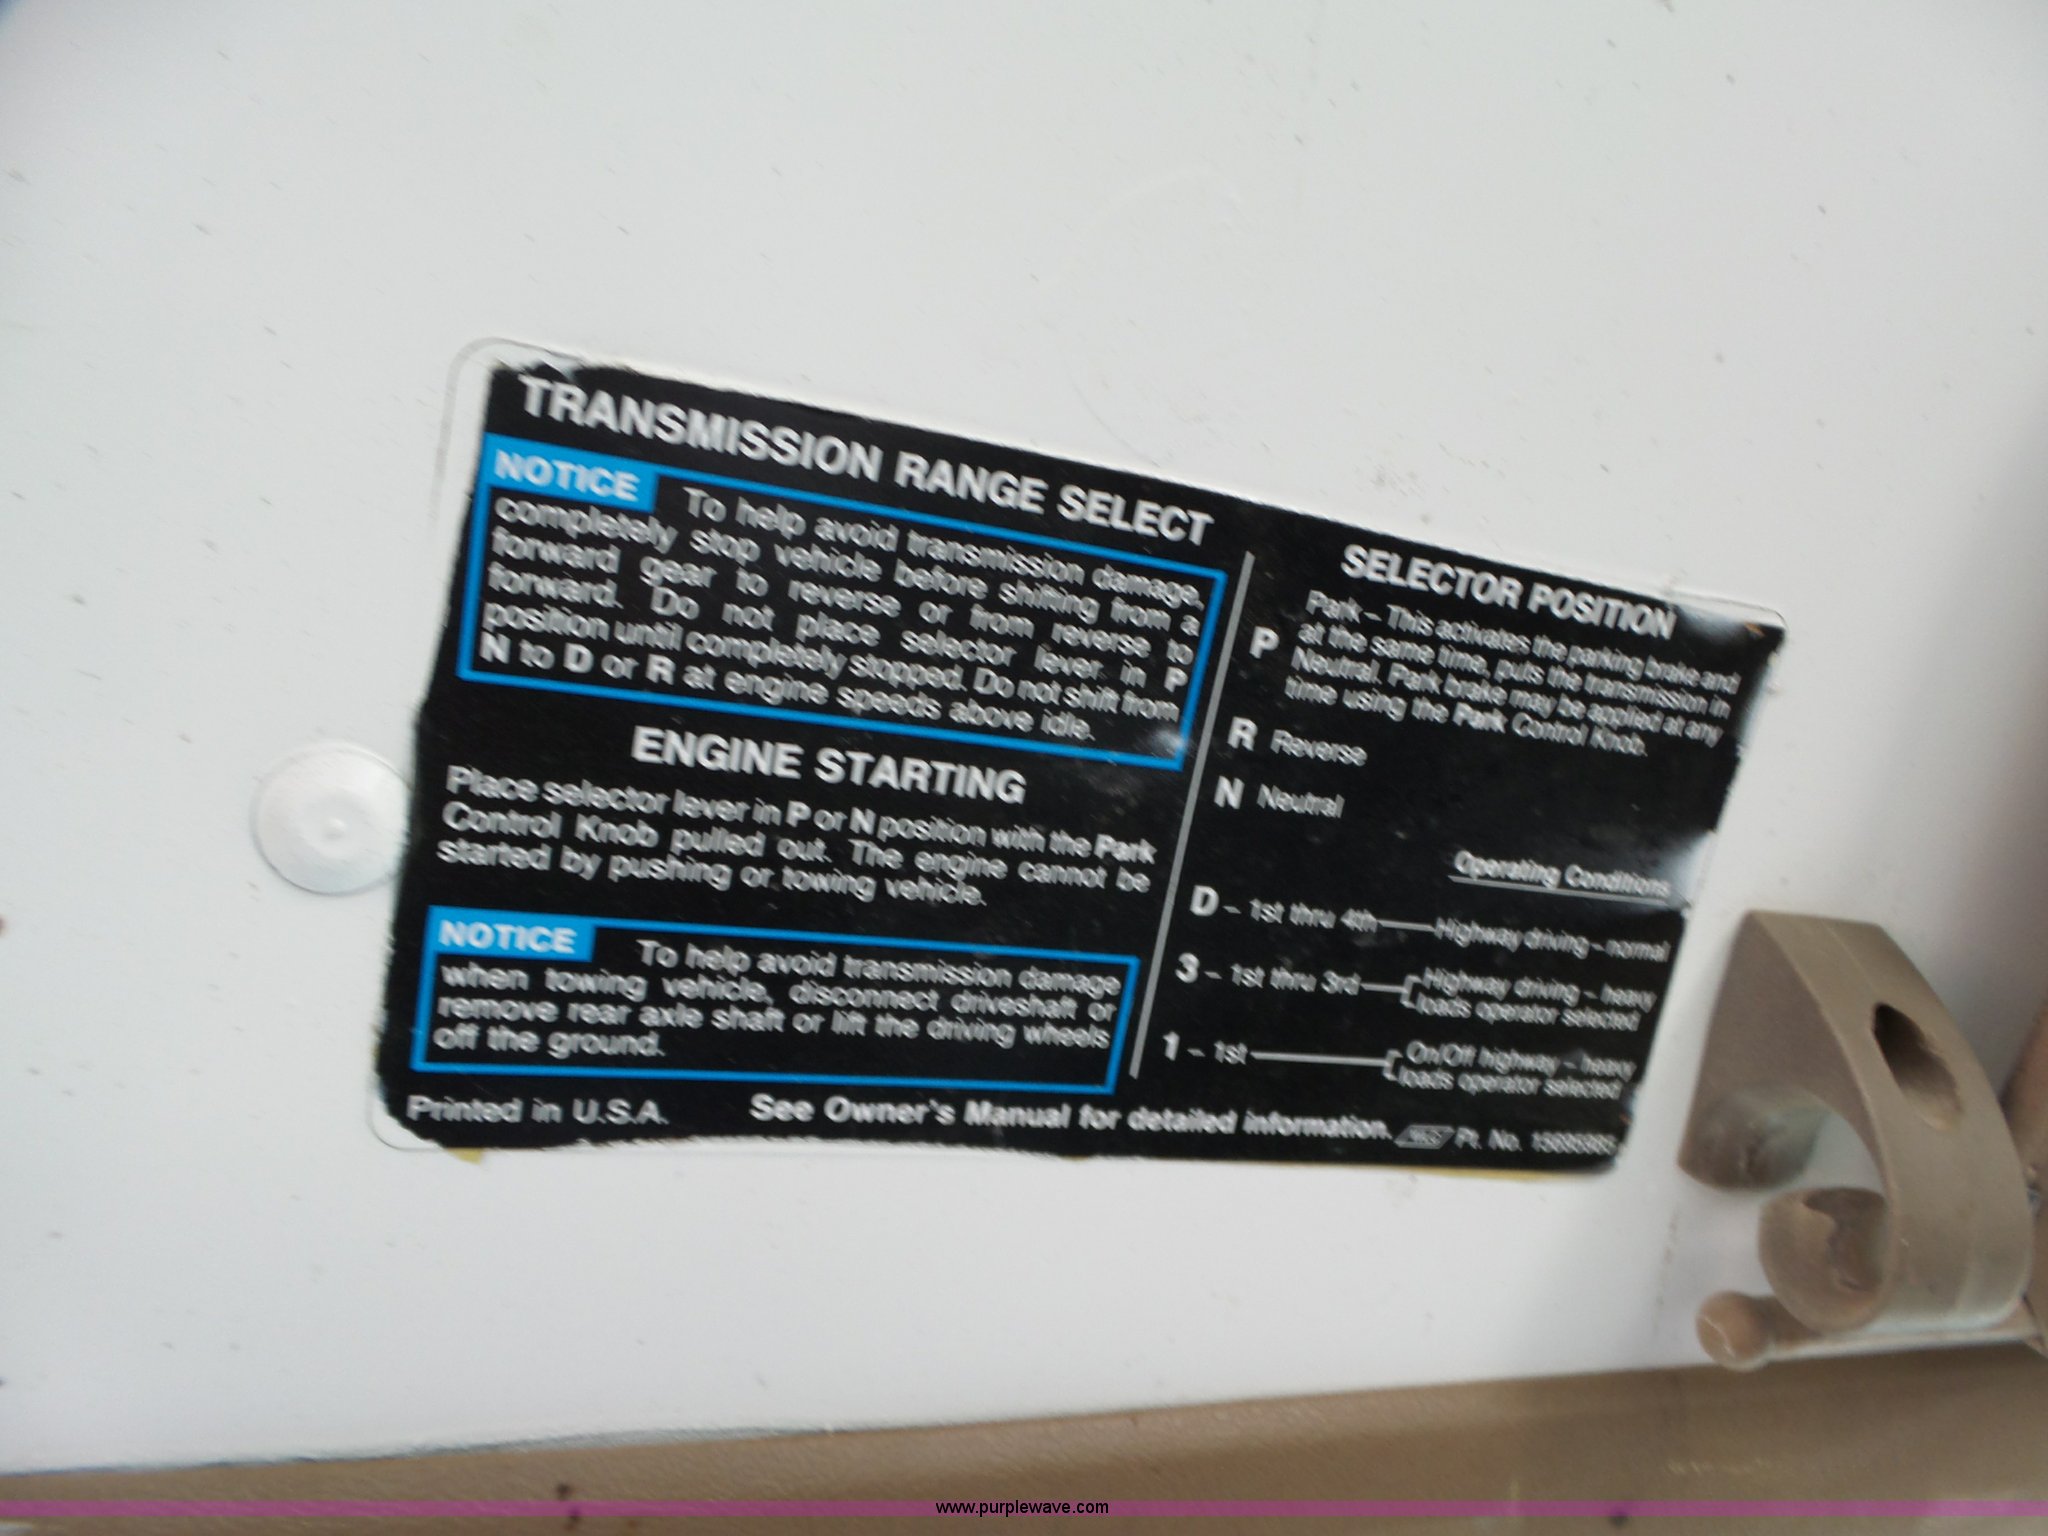 TRANSMISSION RANGE SELECT
NOTICE To help avoid transmission damage,
completely stop vehicle before shifting from a
forward gear to reverse or from reverse to
forward. Do not place selector lever in P
position until completely stopped. Do not shift from
N to D or R at engine speeds above idle.
ENGINE STARTING
Place selector lever in P or N position with the Park
Control Knob pulled out. The engine cannot be
started by pushing or towing vehicle.
NOTICE To help avoid transmission damage
when towing vehicle, disconnect driveshaft or
remove rear axle shaft or lift the driving wheels
off the ground.
SELECTOR POSITION
P Park – This activates the parking brake and
at the same time, puts the transmission in
Neutral. Park brake may be applied at any
time using the Park Control Knob.
R Reverse
N Neutral
Operating Conditions
D – 1st thru 4th Highway driving – normal
3 – 1st thru 3rd Highway driving – heavy
loads operator selected
1 – 1st On/Off highway – heavy
loads operator selected
Printed in U.S.A. See Owner's Manual for detailed information. Pt. No.
www.purplewave.com